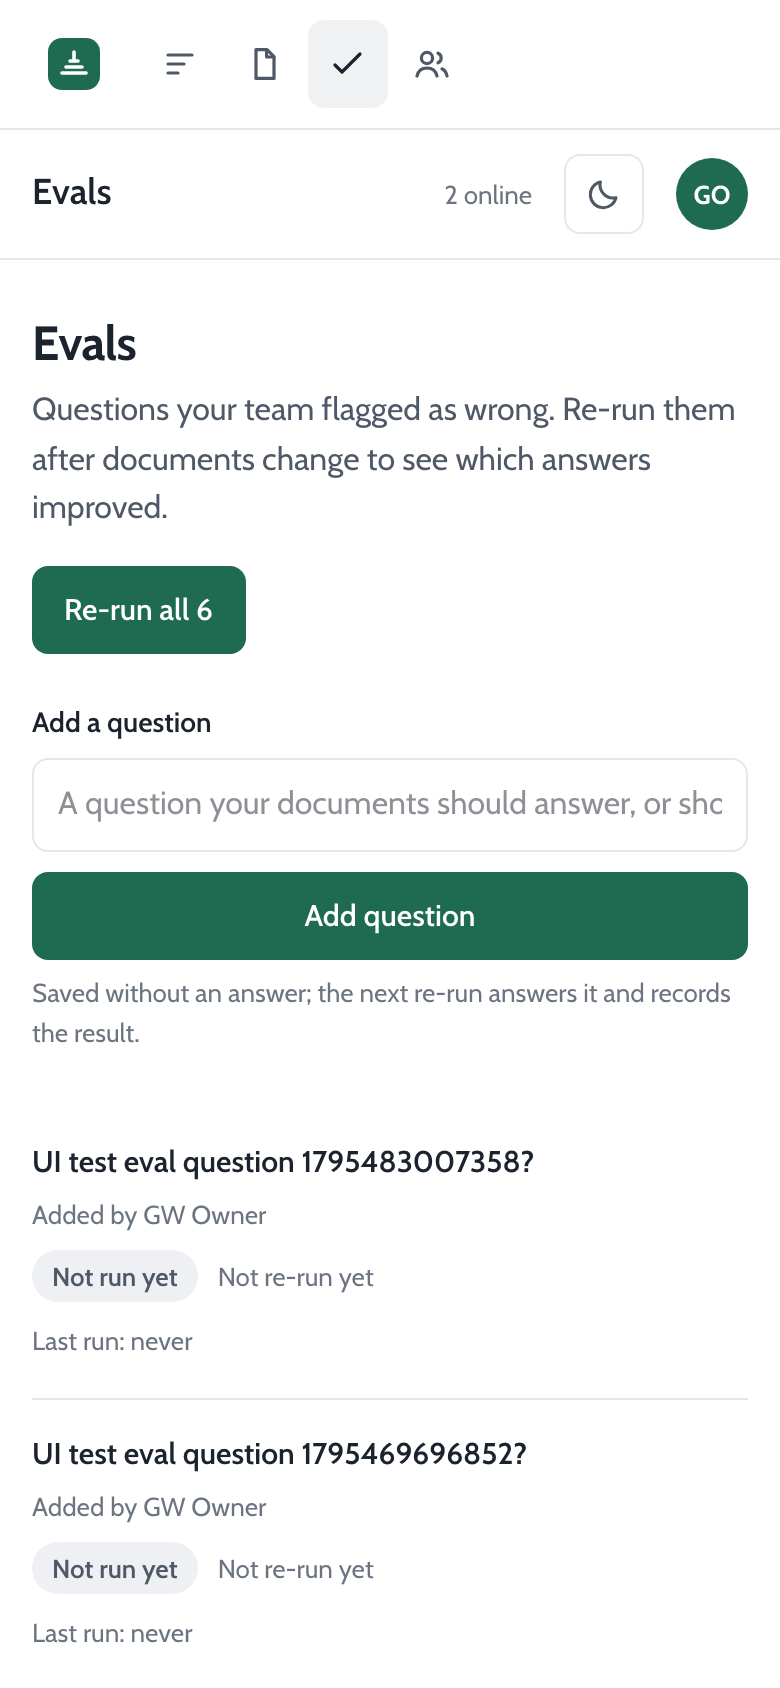 Evals
2 online
GO
Evals
Questions your team flagged as wrong. Re-run them
after documents change to see which answers
improved.
Re-run all 6
Add a question
A question your documents should answer, or sho
Add question
Saved without an answer; the next re-run answers it and records
the result.
UI test eval question 1795483007358?
Added by GW Owner
Not run yet Not re-run yet
Last run: never
UI test eval question 1795469696852?
Added by GW Owner
Not run yet Not re-run yet
Last run: never